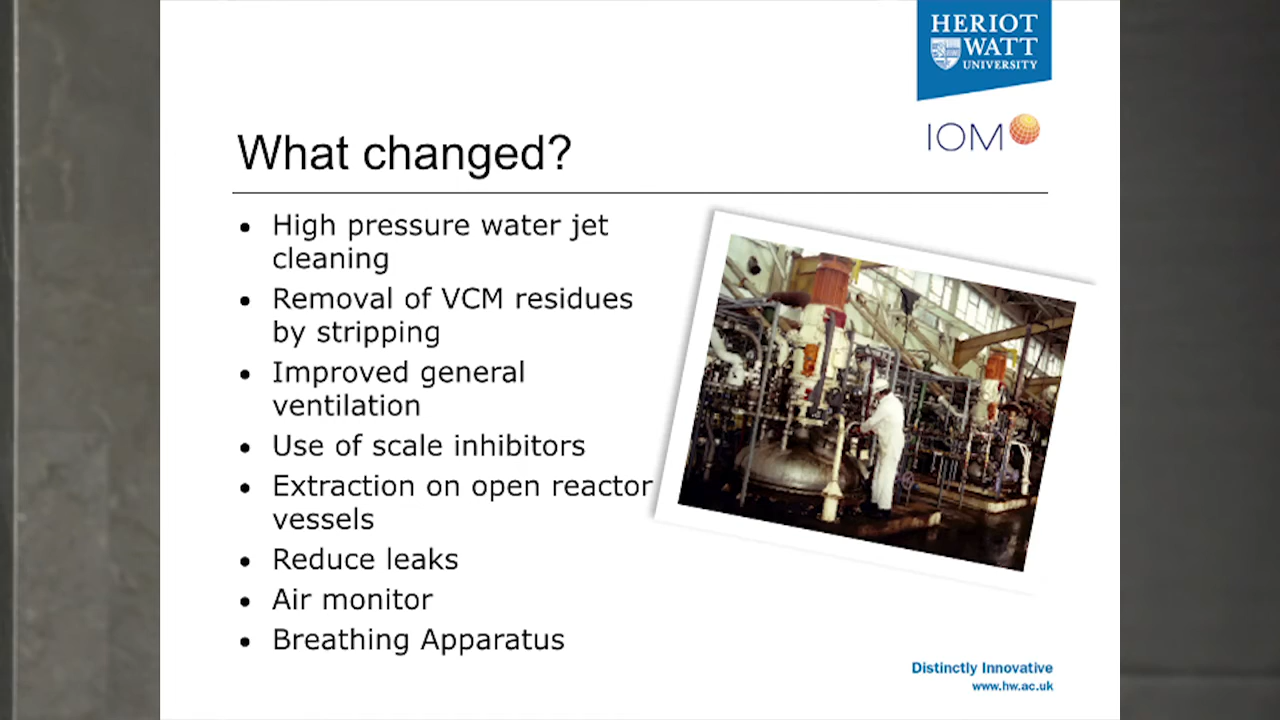 HERIOT
WATT
UNIVERSITY
IOM
What changed?
• High pressure water jet
cleaning
• Removal of VCM residues
by stripping
• Improved general
ventilation
• Use of scale inhibitors
• Extraction on open reactor
vessels
• Reduce leaks
• Air monitor
• Breathing Apparatus
Distinctly Innovative
www.hw.ac.uk